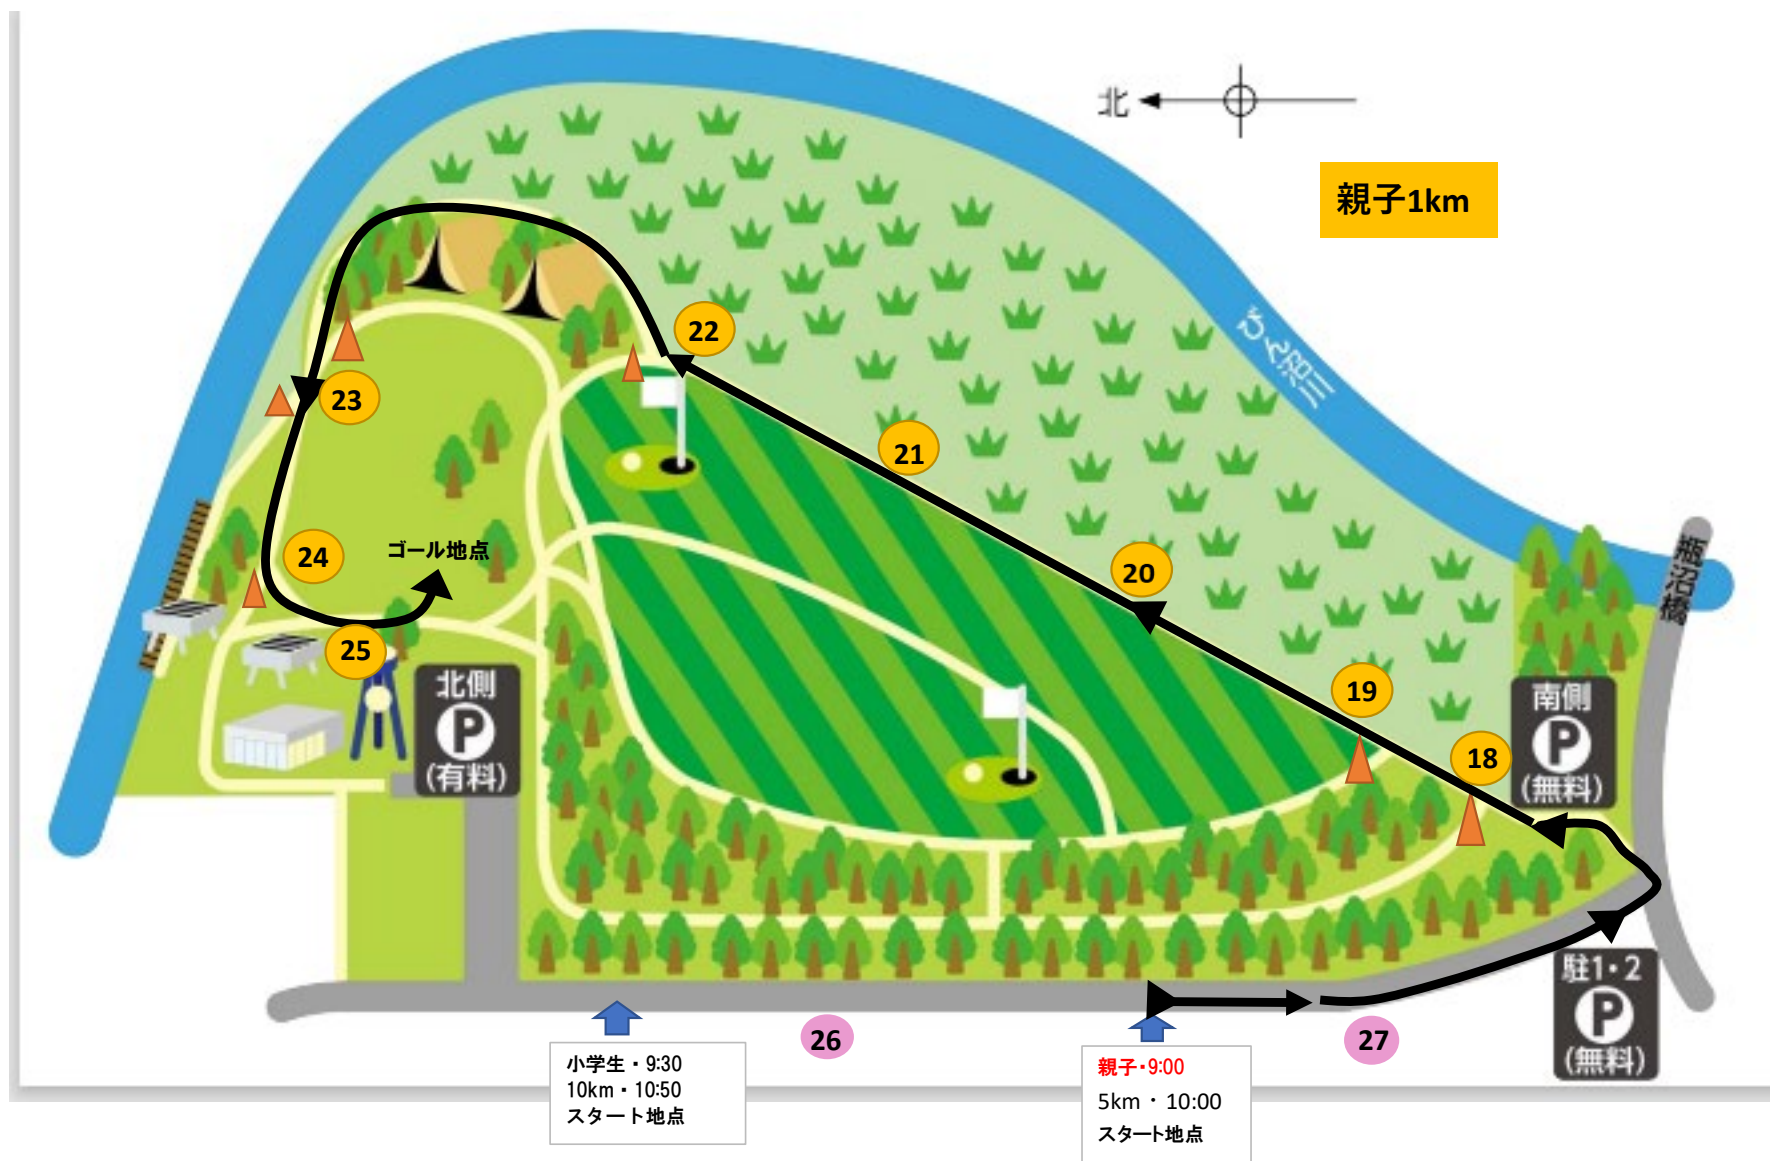 北
親子1km
びん沼川
22
23
21
24
ゴール地点
20
25
19
18
蓮沼橋
北側
P
(有料)
南側
P
(無料)
駐1・2
P
(無料)
26
27
小学生・9:30
10km・10:50
スタート地点
親子・9:00
5km・10:00
スタート地点